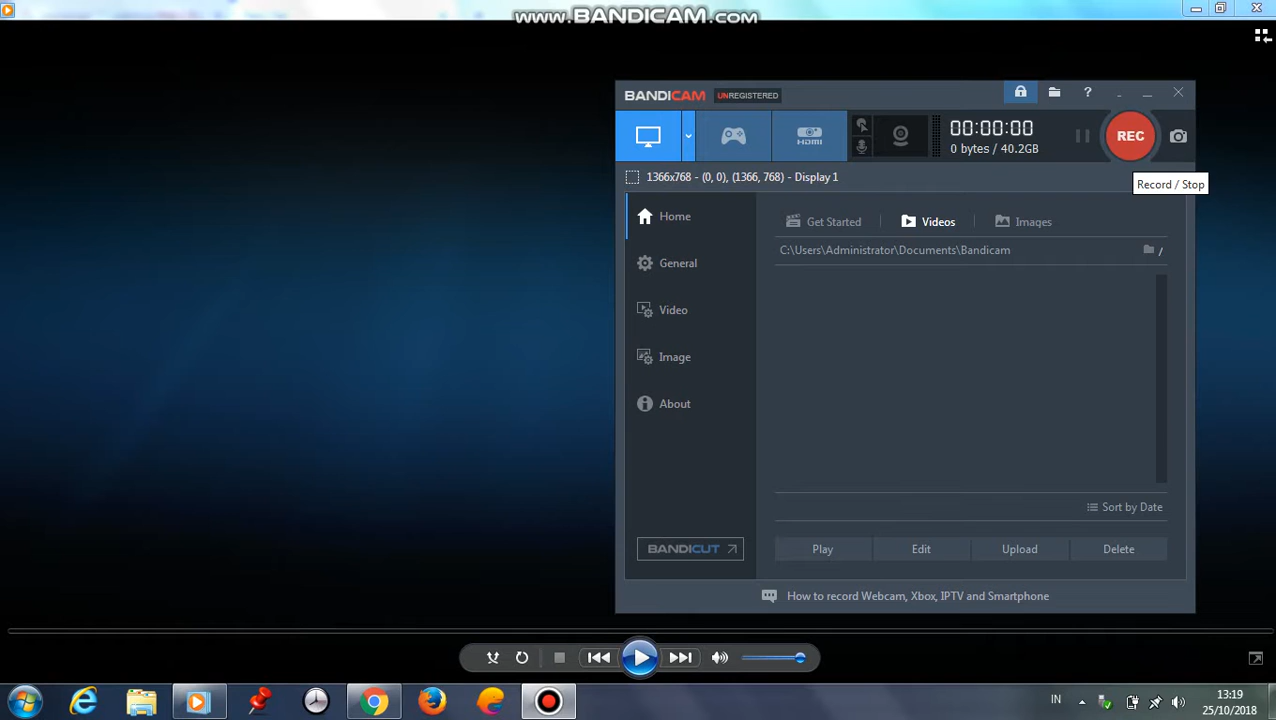 www.BANDICAM.com
BANDICAM UNREGISTERED
?
HDMI
00:00:00
0 bytes / 40.2GB
REC
1366x768 - (0, 0), (1366, 768) - Display 1
Record / Stop
Home
General
Video
Image
About
BANDICUT
Get Started
Videos
Images
C:\Users\Administrator\Documents\Bandicam
/
Sort by Date
Play
Edit
Upload
Delete
How to record Webcam, Xbox, IPTV and Smartphone
IN
13:19
25/10/2018